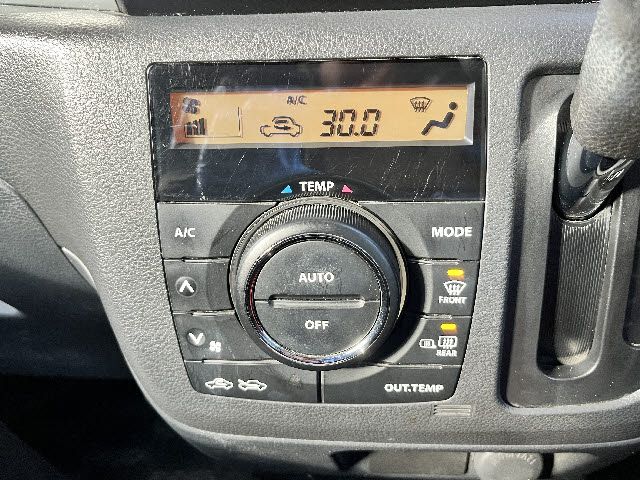 A/C
30.0
TEMP
A/C
MODE
AUTO
OFF
FRONT
REAR
OUT.TEMP